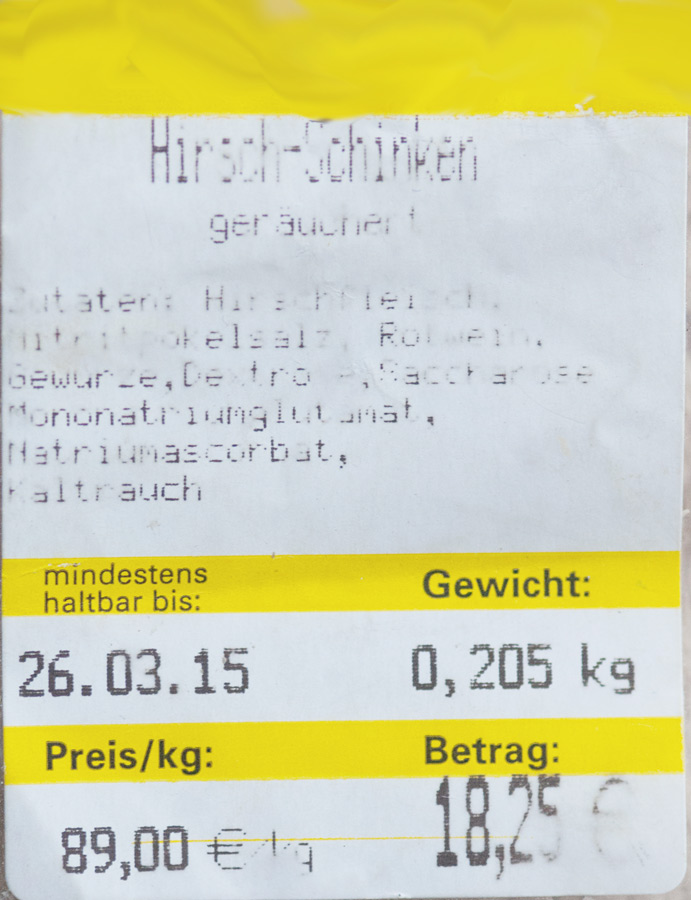 Hirsch-Schinken
geräuchert
Zutaten: Hirschfleisch,
Nitritpökelsalz, Rotwein,
Gewürze,Dextrose,Saccharose
Mononatriumglutamat,
Natriumascorbat,
Kaltrauch
mindestens
haltbar bis:
Gewicht:
26.03.15
0,205 kg
Preis/kg:
Betrag:
89,00 €/kg
18,25 €